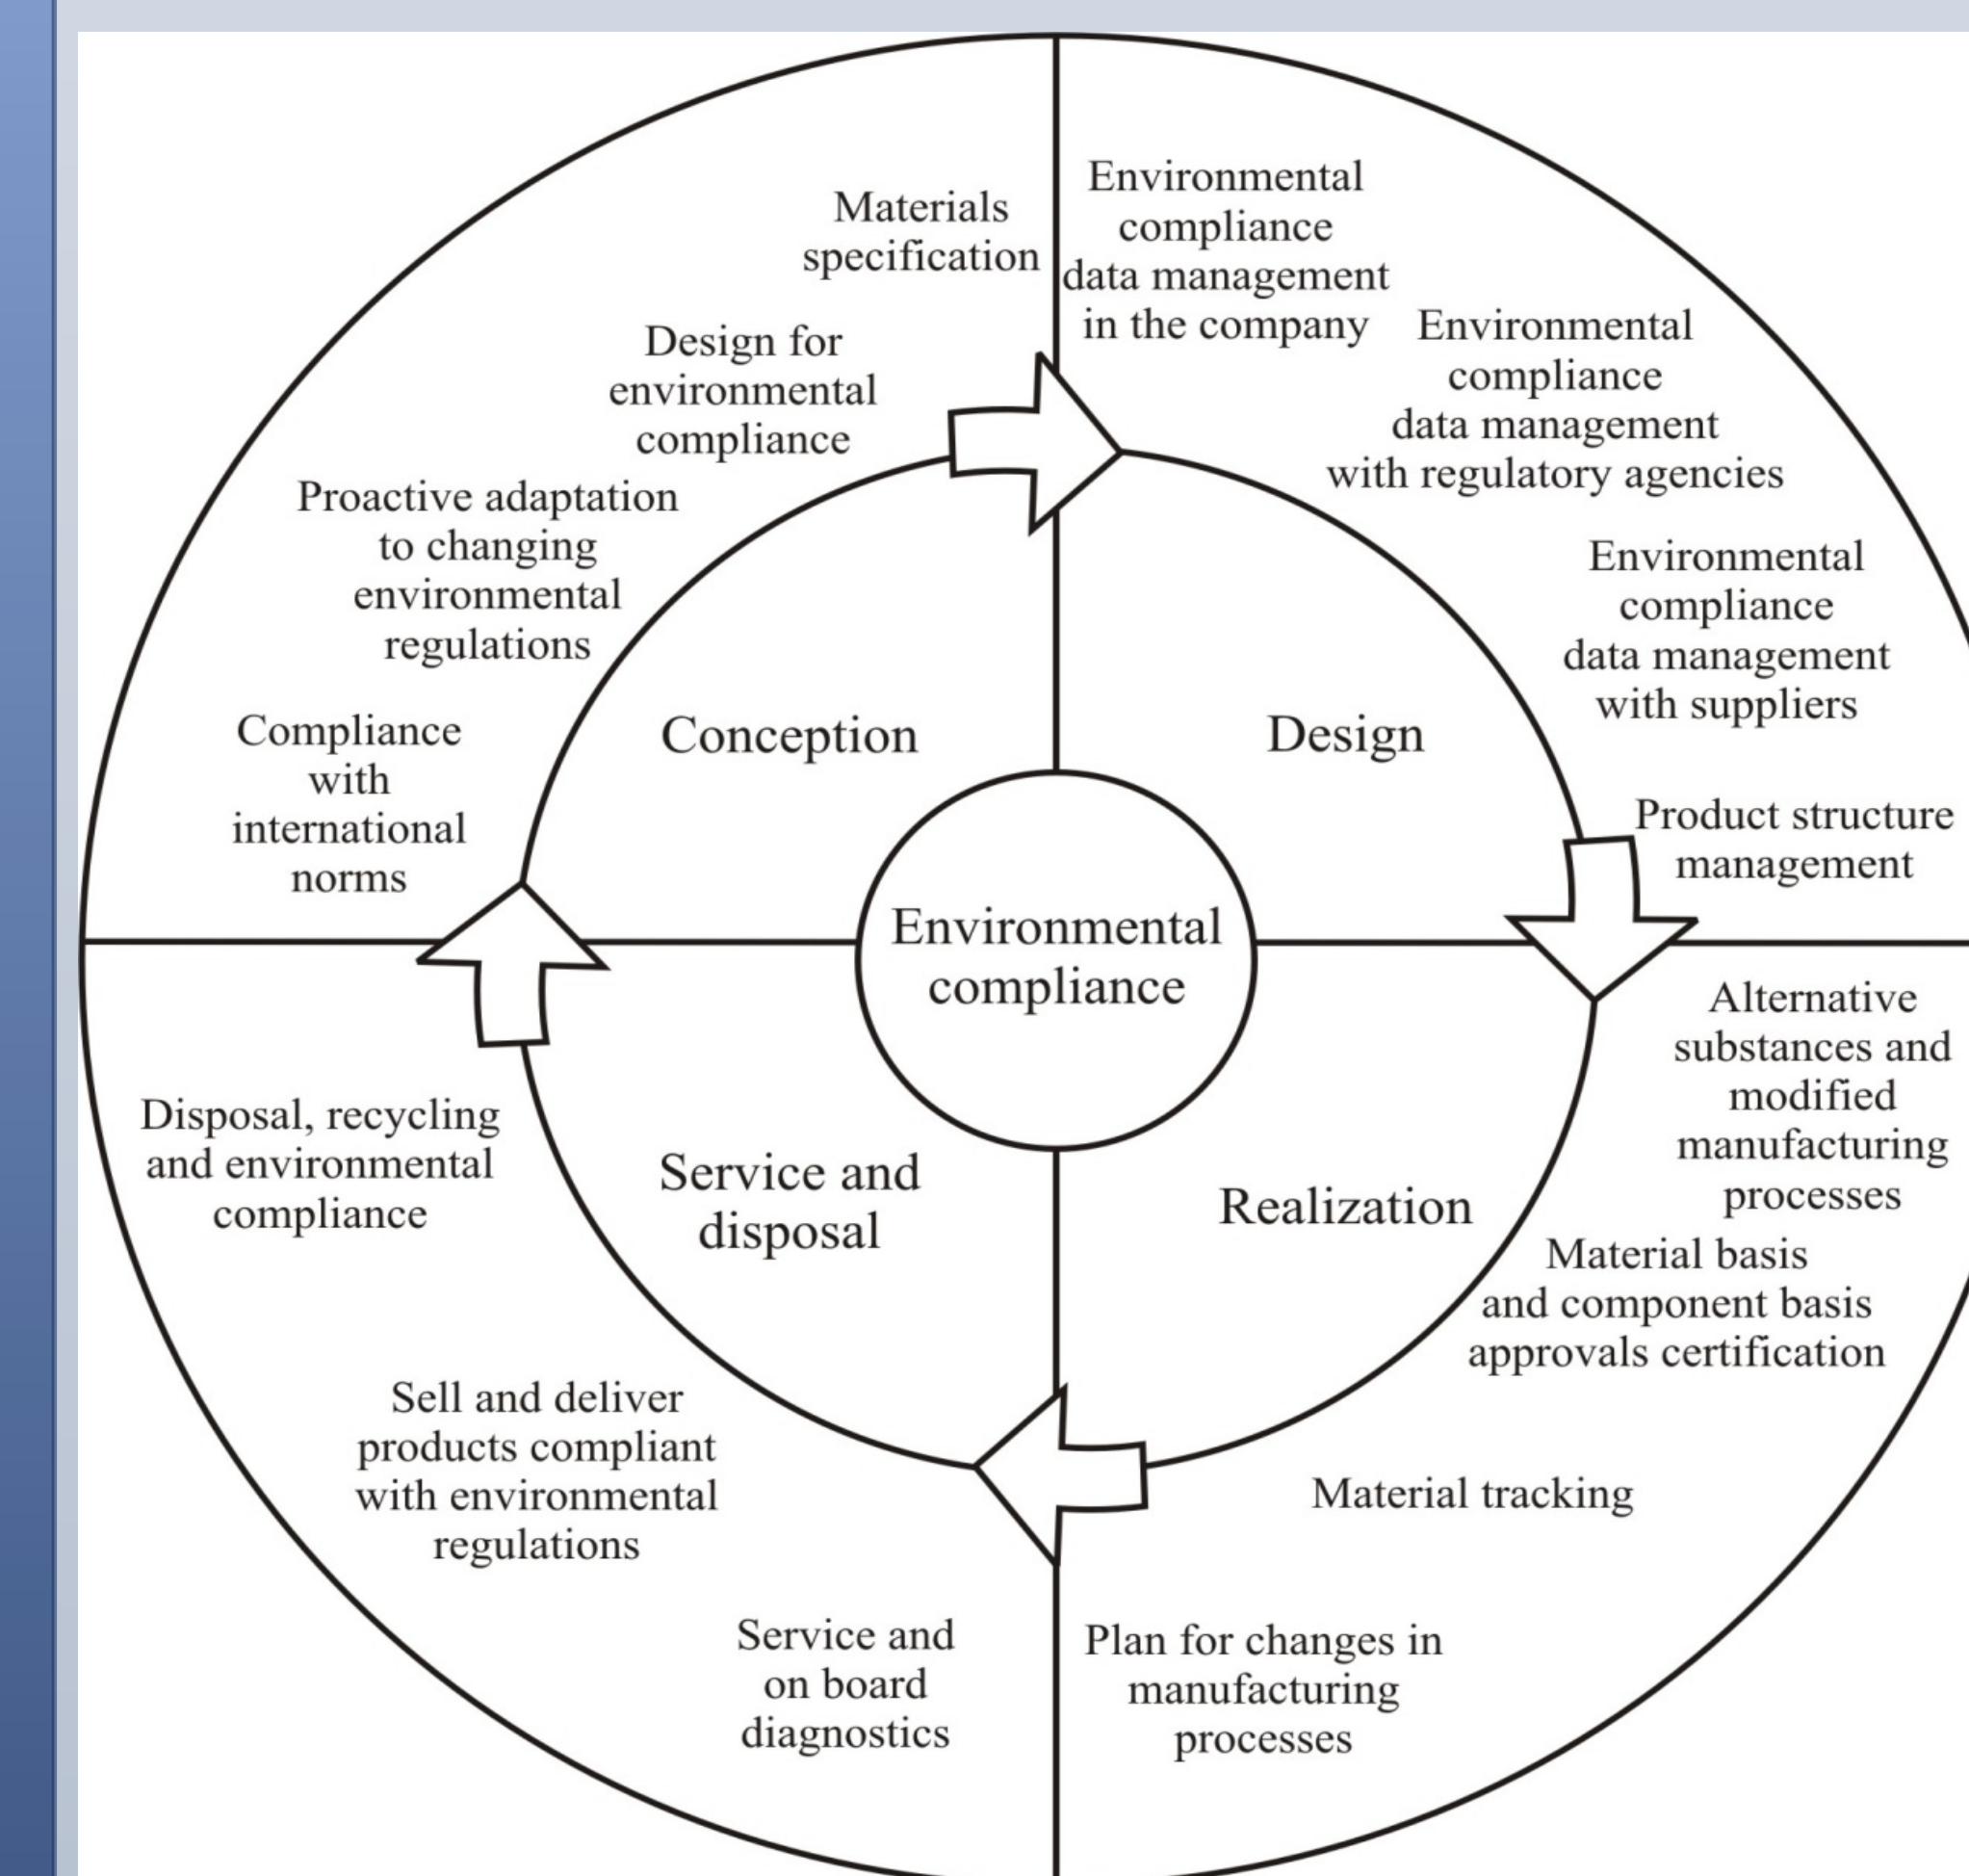 Materials
specification
Design for
environmental
compliance
Proactive adaptation
to changing
environmental
regulations
Compliance
with
international
norms
Conception
Environmental
compliance
data management
in the company
Environmental
compliance
data management
with regulatory agencies
Environmental
compliance
data management
with suppliers
Product structure
management
Design
Environmental
compliance
Alternative
substances and
modified
manufacturing
processes
Material basis
and component basis
approvals certification
Material tracking
Plan for changes in
manufacturing
processes
Realization
Service and
disposal
Disposal, recycling
and environmental
compliance
Sell and deliver
products compliant
with environmental
regulations
Service and
on board
diagnostics